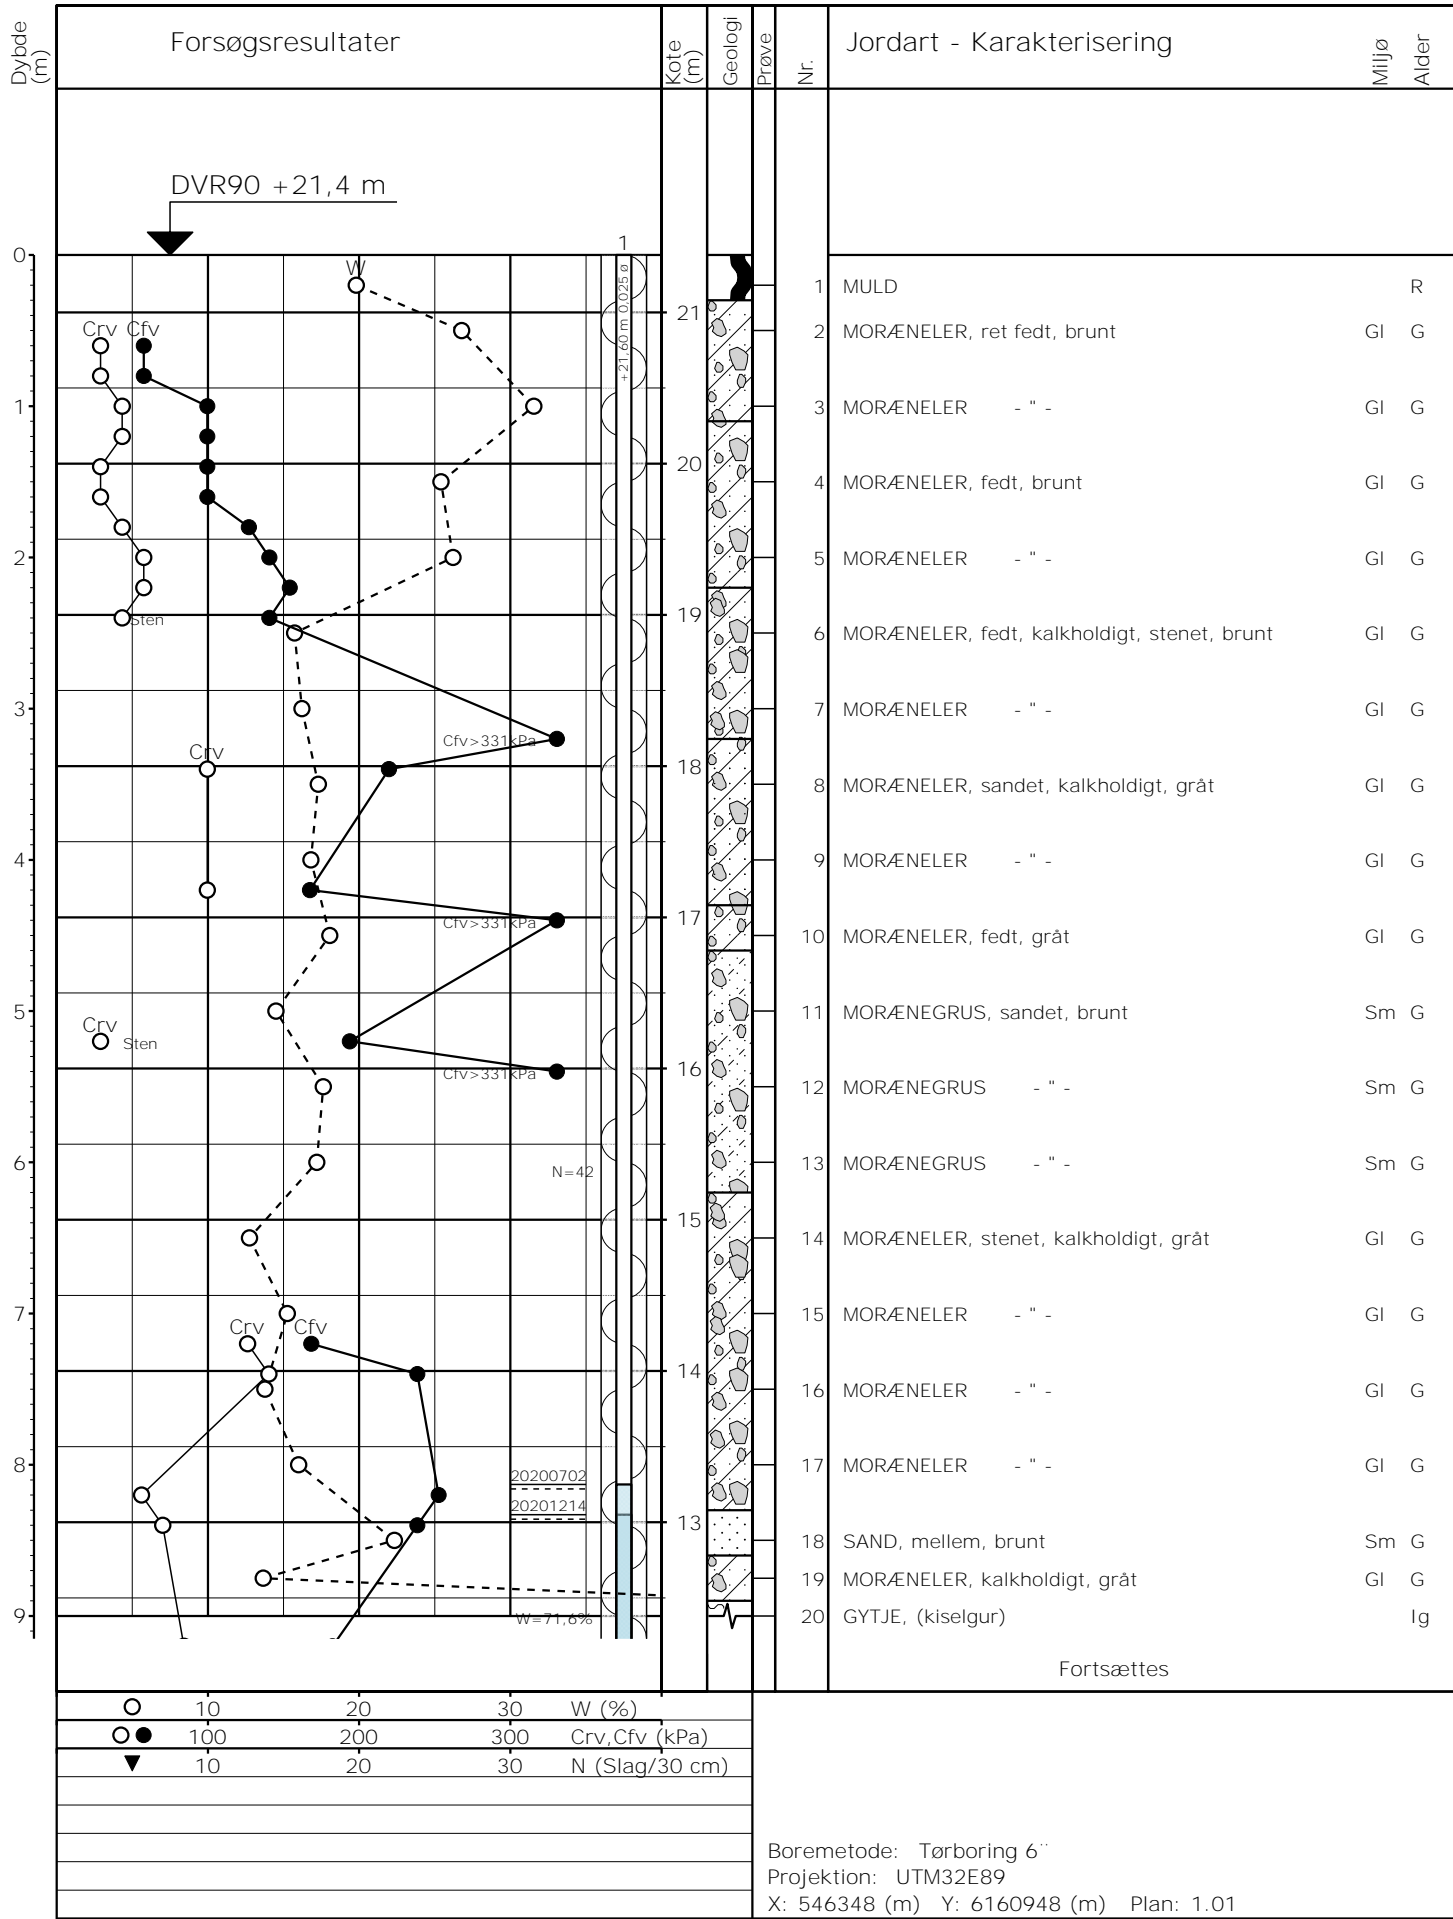 Dybde (m)
Forsøgsresultater
Kote (m)
Geologi
Prøve
Nr.
Jordart - Karakterisering
Miljø
Alder
DVR90 +21,4 m
1
+21,60 m 0,025 ø
0
W
1 MULD R
21
Crv Cfv
2 MORÆNELER, ret fedt, brunt Gl G
1
3 MORÆNELER - " - Gl G
20
4 MORÆNELER, fedt, brunt Gl G
2
5 MORÆNELER - " - Gl G
Sten
19
6 MORÆNELER, fedt, kalkholdigt, stenet, brunt Gl G
3
7 MORÆNELER - " - Gl G
Cfv>331kPa
Crv
18
8 MORÆNELER, sandet, kalkholdigt, gråt Gl G
4
9 MORÆNELER - " - Gl G
Cfv>331kPa
17
10 MORÆNELER, fedt, gråt Gl G
5
11 MORÆNEGRUS, sandet, brunt Sm G
Crv
Sten
Cfv>331kPa
16
12 MORÆNEGRUS - " - Sm G
6
13 MORÆNEGRUS - " - Sm G
N=42
15
14 MORÆNELER, stenet, kalkholdigt, gråt Gl G
7
15 MORÆNELER - " - Gl G
Crv Cfv
14
16 MORÆNELER - " - Gl G
8
17 MORÆNELER - " - Gl G
20200702
20201214
13
18 SAND, mellem, brunt Sm G
19 MORÆNELER, kalkholdigt, gråt Gl G
9
W=71,6%
20 GYTJE, (kiselgur) Ig
Fortsættes
10 20 30 W (%)
100 200 300 Crv,Cfv (kPa)
10 20 30 N (Slag/30 cm)
Boremetode: Tørboring 6¨
Projektion: UTM32E89
X: 546348 (m) Y: 6160948 (m) Plan: 1.01